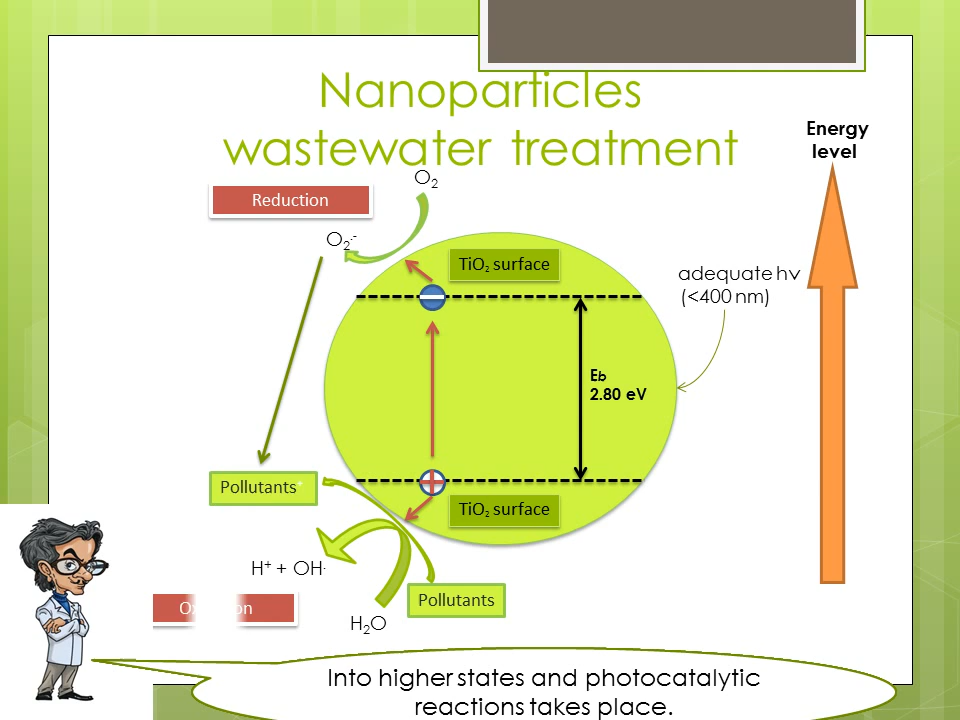 Nanoparticles
wastewater treatment
Energy
level
O₂
Reduction
O₂·⁻
TiO₂ surface
adequate hν
(<400 nm)
Eb
2.80 eV
Pollutants⁺
TiO₂ surface
H⁺ + OH·
Pollutants
H₂O
Into higher states and photocatalytic
reactions takes place.